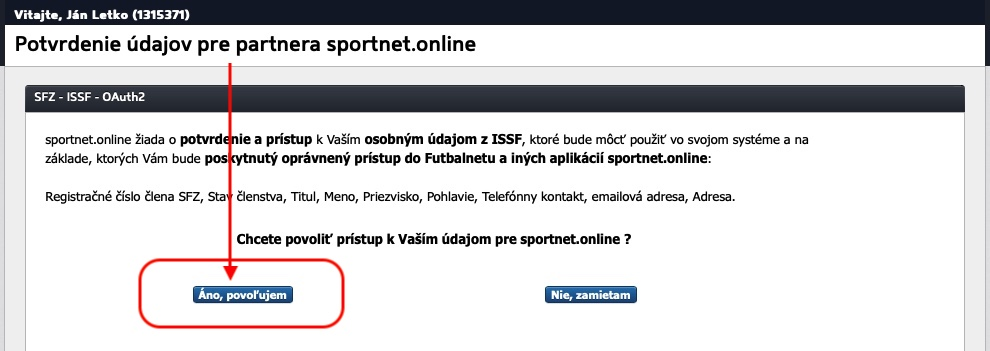 Vitajte, Ján Letko (1315371)
Potvrdenie údajov pre partnera sportnet.online
SFZ - ISSF - OAuth2
sportnet.online žiada o potvrdenie a prístup k Vaším osobným údajom z ISSF, ktoré bude môcť použiť vo svojom systéme a na
základe, ktorých Vám bude poskytnutý oprávnený prístup do Futbalnetu a iných aplikácií sportnet.online:
Registračné číslo člena SFZ, Stav členstva, Titul, Meno, Priezvisko, Pohlavie, Telefónny kontakt, emailová adresa, Adresa.
Chcete povoliť prístup k Vaším údajom pre sportnet.online ?
Áno, povoľujem
Nie, zamietam